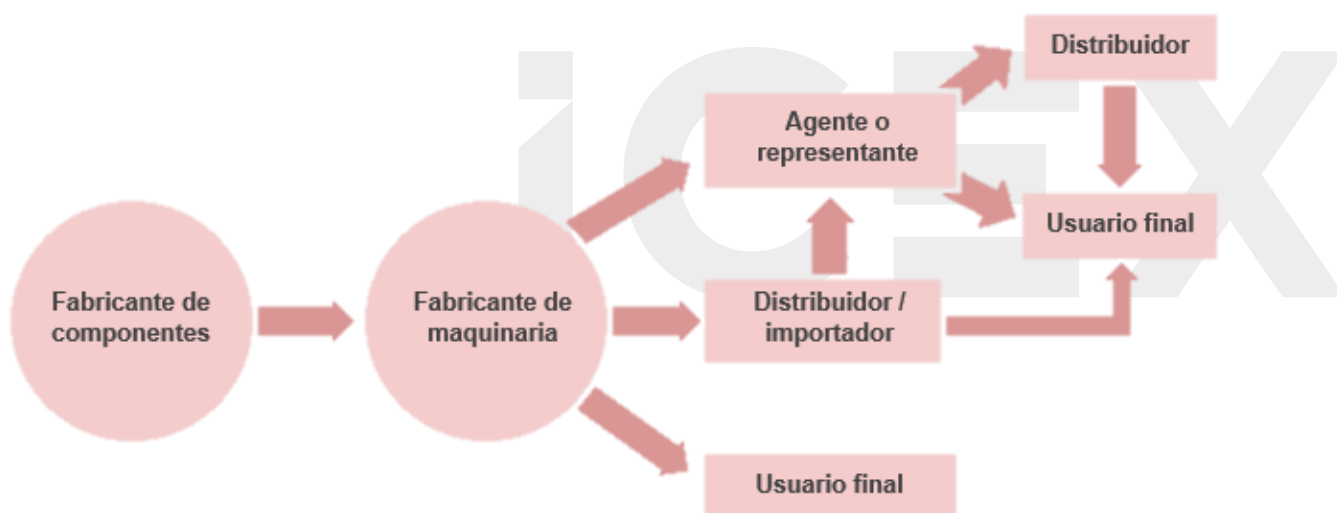 iCEX
Distribuidor
Agente o
representante
Usuario final
Fabricante de
componentes
Fabricante de
maquinaria
Distribuidor /
importador
Usuario final